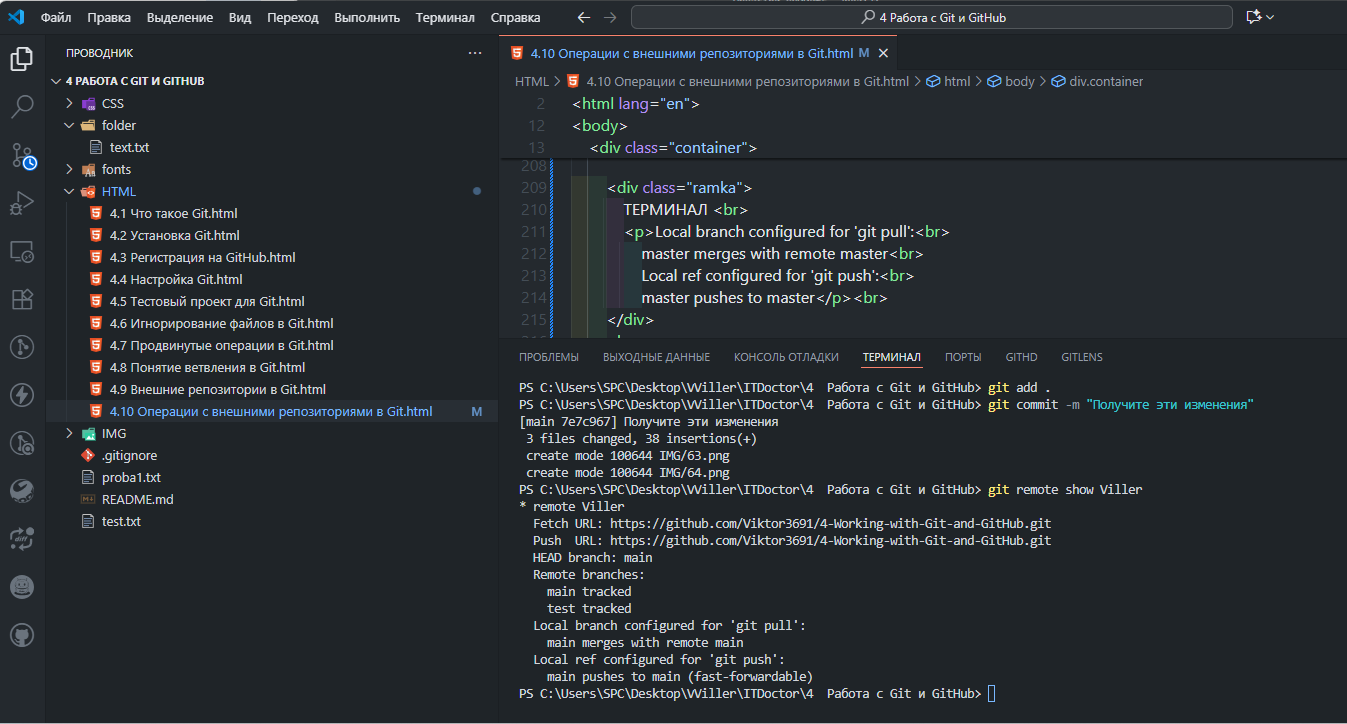 Файл Правка Выделение Вид Переход Выполнить Терминал Справка
4 Работа с Git и GitHub
ПРОВОДНИК
4 РАБОТА С GIT И GITHUB
CSS
folder
text.txt
fonts
HTML
4.1 Что такое Git.html
4.2 Установка Git.html
4.3 Регистрация на GitHub.html
4.4 Настройка Git.html
4.5 Тестовый проект для Git.html
4.6 Игнорирование файлов в Git.html
4.7 Продвинутые операции в Git.html
4.8 Понятие ветвления в Git.html
4.9 Внешние репозитории в Git.html
4.10 Операции с внешними репозиториями в Git.html M
IMG
.gitignore
proba1.txt
README.md
test.txt
4.10 Операции с внешними репозиториями в Git.html M
HTML > 4.10 Операции с внешними репозиториями в Git.html > html > body > div.container
2 <html lang="en">
12 <body>
13 <div class="container">
208
209 <div class="ramka">
210 ТЕРМИНАЛ <br>
211 <p>Local branch configured for 'git pull':<br>
212 master merges with remote master<br>
213 Local ref configured for 'git push':<br>
214 master pushes to master</p><br>
215 </div>
ПРОБЛЕМЫ ВЫХОДНЫЕ ДАННЫЕ КОНСОЛЬ ОТЛАДКИ ТЕРМИНАЛ ПОРТЫ GITHD GITLENS
PS C:\Users\SPC\Desktop\VViller\ITDoctor\4  Работа с Git и GitHub> git add .
PS C:\Users\SPC\Desktop\VViller\ITDoctor\4  Работа с Git и GitHub> git commit -m "Получите эти изменения"
[main 7e7c967] Получите эти изменения
3 files changed, 38 insertions(+)
create mode 100644 IMG/63.png
create mode 100644 IMG/64.png
PS C:\Users\SPC\Desktop\VViller\ITDoctor\4  Работа с Git и GitHub> git remote show Viller
* remote Viller
Fetch URL: https://github.com/Viktor3691/4-Working-with-Git-and-GitHub.git
Push  URL: https://github.com/Viktor3691/4-Working-with-Git-and-GitHub.git
HEAD branch: main
Remote branches:
main tracked
test tracked
Local branch configured for 'git pull':
main merges with remote main
Local ref configured for 'git push':
main pushes to main (fast-forwardable)
PS C:\Users\SPC\Desktop\VViller\ITDoctor\4  Работа с Git и GitHub>